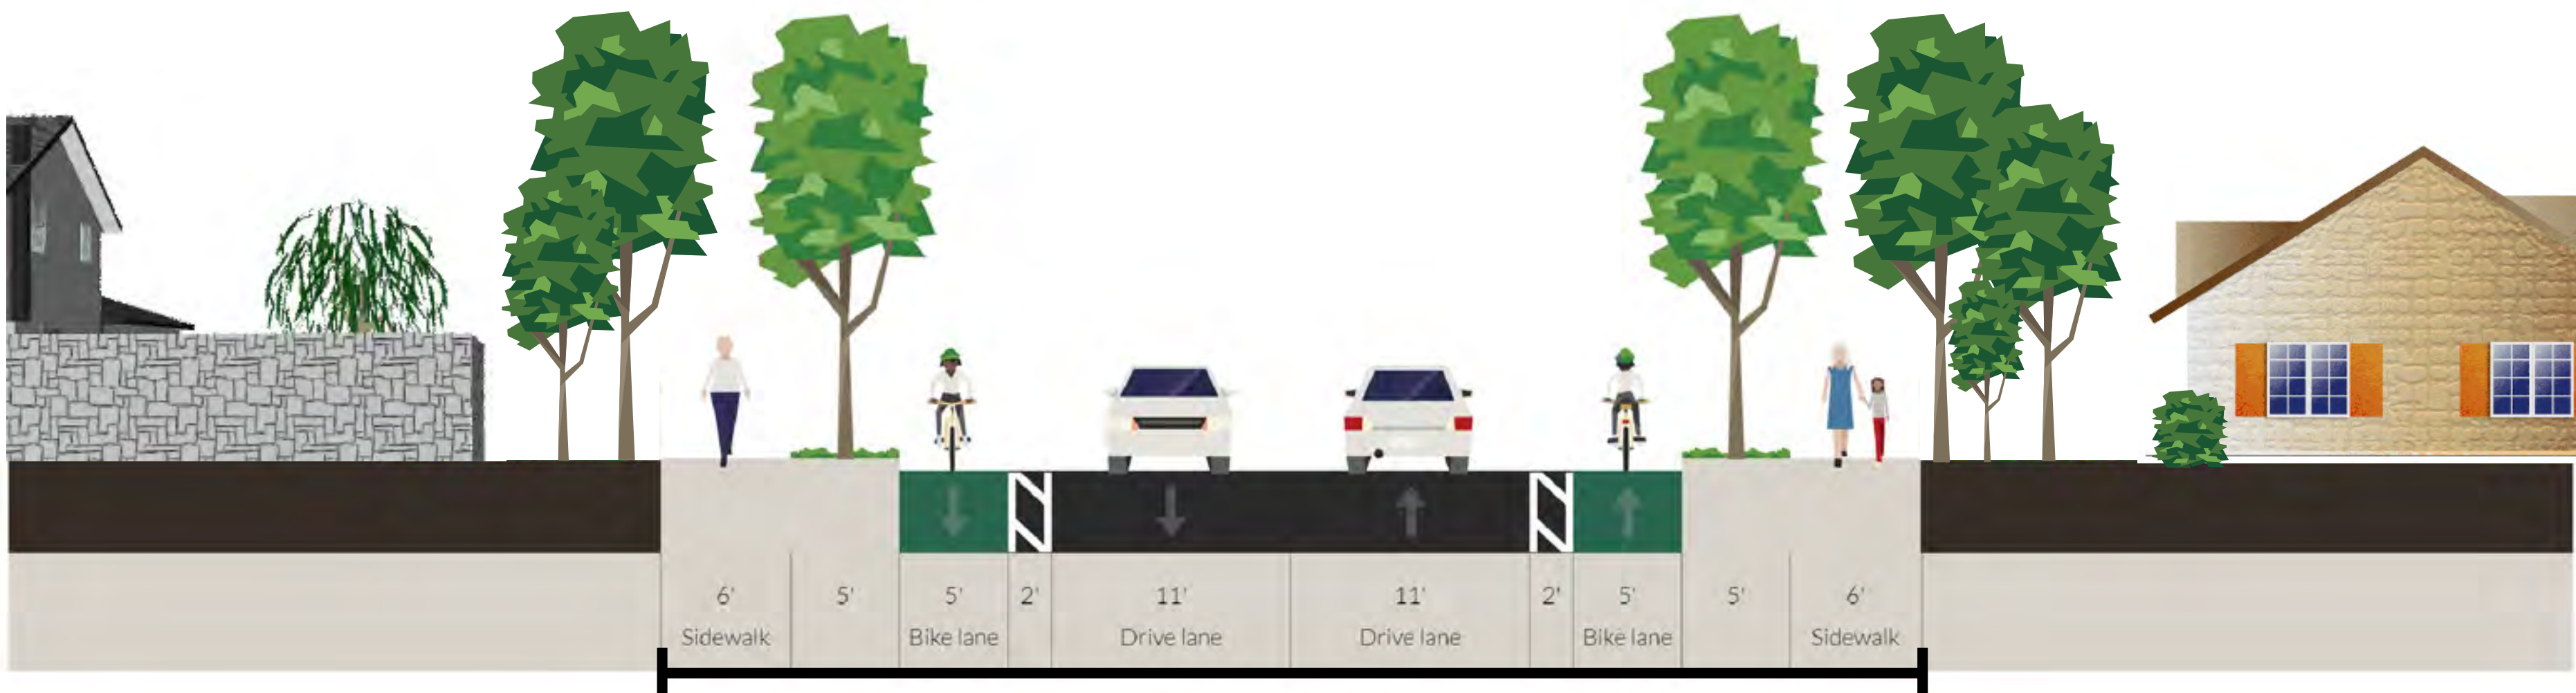 6' 5' 5' 2' 11' 11' 2' 5' 5' 6'
Sidewalk Bike lane Drive lane Drive lane Bike lane Sidewalk